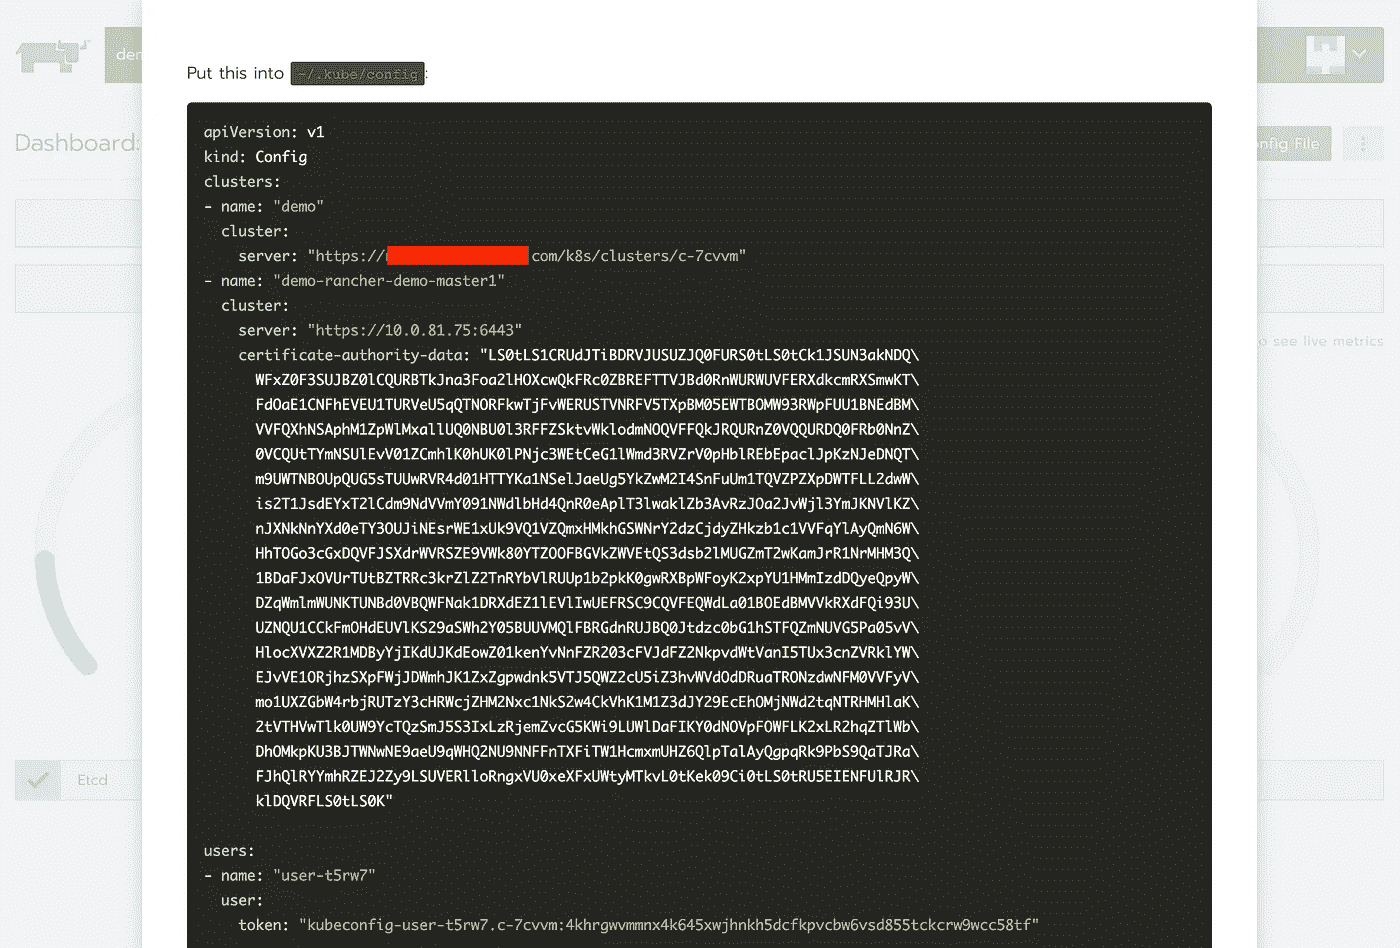 den
Put this into ~/.kube/config:
Dashboard:
nfig File
apiVersion: v1
kind: Config
clusters:
- name: "demo"
cluster:
server: "https://
com/k8s/clusters/c-7cvvm"
- name: "demo-rancher-demo-master1"
cluster:
server: "https://10.0.81.75:6443"
o see live metrics
certificate-authority-data: "LS0tLS1CRUdJTiBDRVJUSUZJQ0FURS0tLS0tCk1JSUN3akNDQ\
WFxZ0F3SUJBZ0lCQURBTkJna3Foa2lHOXcwQkFRc0ZBREFTTVJBd0RnWURWUVFERXdkcmRXSmwKT\
FdOaE1CNFhEVEU1TURVeU5qQTNORFkwTjFvWERUSTVNRFV5TXpBM05EWTBOMW93RWpFUU1BNEdBM\
VVFQXhNSAphM1ZpWlMxallUQ0NBU0l3RFFZSktvWklodmNOQVFFQkJRQURnZ0VQQURDQ0FRb0NnZ\
0VCQUtTYmNSUlEvV01ZCmhlK0hUK0lPNjc3WEtCeG1lWmd3RVZrV0pHblREbEpaclJpKzNJeDNQT\
m9UWTNBOUpQUG5sTUUwRVR4d01HTTYKa1NSelJaeUg5YkZwM2I4SnFuUm1TQVZPZXpDWTFLL2dwW\
is2T1JsdEYxT2lCdm9NdVVmY091NWdlbHd4QnR0eAplT3lwaklZb3AvRzJOa2JvWjl3YmJKNVlKZ\
nJXNkNnYXd0eTY3OUJiNEsrWE1xUk9VQ1VZQmxHMkhGSWNrY2dzCjdyZHkzb1c1VVFqYlAyQmN6W\
HhTOGo3cGxDQVFJSXdrWVRSZE9VWk80YTZOOFBGVkZWVEtQS3dsb2lMUGZmT2wKamJrR1NrMHM3Q\
1BDaFJxOVUrTUtBZTRRc3krZlZ2TnRYbVlRUUp1b2pkK0gwRXBpWFoyK2xpYU1HMmIzdDQyeQpyW\
DZqWmlmWUNKTUNBd0VBQWFNak1DRXdEZ1lEVlIwUEFRSC9CQVFEQWdLa01BOEdBMVVkRXdFQi93U\
UZNQU1CCkFmOHdEUVlKS29aSWh2Y05BUUVMQlFBRGdnRUJBQ0Jtdzc0bG1hSTFQZmNUVG5Pa05vV\
HlocXVXZ2R1MDByYjIKdUJKdEowZ01kenYvNnFZR203cFVJdFZ2NkpvdWtVanI5TUx3cnZVRklYW\
EJvVE1ORjhzSXpFWjJDWmhJK1ZxZgpwdnk5VTJ5QWZ2cU5iZ3hvWVdOdDRuaTRONzdwNFM0VVFyV\
mo1UXZGbW4rbjRUTzY3cHRWcjZHM2Nxc1NkS2w4CkVhK1M1Z3dJY29EcEhOMjNWd2tqNTRHMHlaK\
2tVTHVwTlk0UW9YcTQzSmJ5S3IxLzRjemZvcG5KWi9LUWlDaFIKY0dNOVpFOWFLK2xLR2hqZTlWb\
DhOMkpKU3BJTWNwNE9aeU9qWHQ2NU9NNFFnTXFiTW1HcmxmUHZ6QlpTalAyQgpqRk9PbS9QaTJRa\
FJhQlRYYmhRZEJ2Zy9LSUVERlloRngxVU0xeXFxUWtyMTkvL0tKek09Ci0tLS0tRU5EIENFUlRJR\
klDQVRFLS0tLS0K"
Etcd
users:
- name: "user-t5rw7"
user:
token: "kubeconfig-user-t5rw7.c-7cvvm:4khrgwvmmnx4k645xwjhnkh5dcfkpvcbw6vsd855tckcrw9wcc58tf"